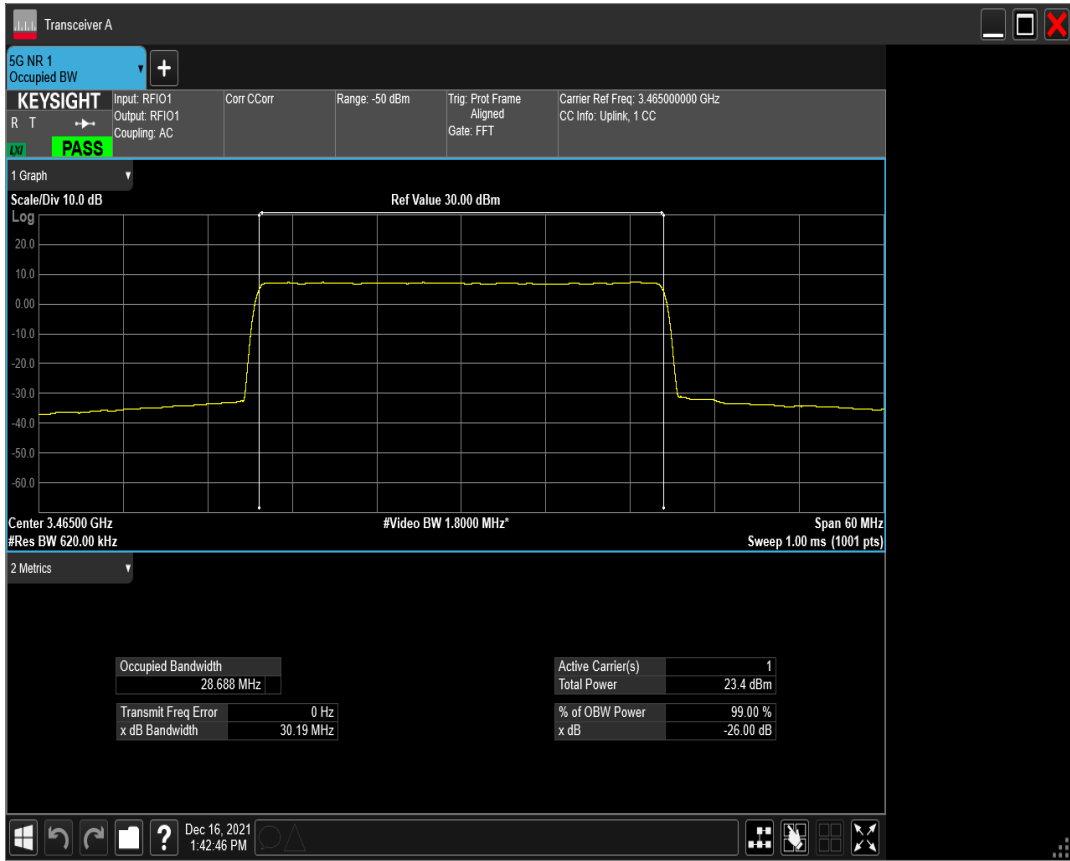 Transceiver A
5G NR 1
Occupied BW
+
KEYSIGHT
R T
LXI
PASS
Input: RFIO1
Output: RFIO1
Coupling: AC
Corr CCorr
Range: -50 dBm
Trig: Prot Frame
Aligned
Gate: FFT
Carrier Ref Freq: 3.465000000 GHz
CC Info: Uplink, 1 CC
1 Graph
Scale/Div 10.0 dB
Ref Value 30.00 dBm
Log
20.0
10.0
0.00
-10.0
-20.0
-30.0
-40.0
-50.0
-60.0
Center 3.46500 GHz
#Video BW 1.8000 MHz*
Span 60 MHz
#Res BW 620.00 kHz
Sweep 1.00 ms (1001 pts)
2 Metrics
Occupied Bandwidth
28.688 MHz
Transmit Freq Error 0 Hz
x dB Bandwidth 30.19 MHz
Active Carrier(s) 1
Total Power 23.4 dBm
% of OBW Power 99.00 %
x dB -26.00 dB
?
Dec 16, 2021
1:42:46 PM